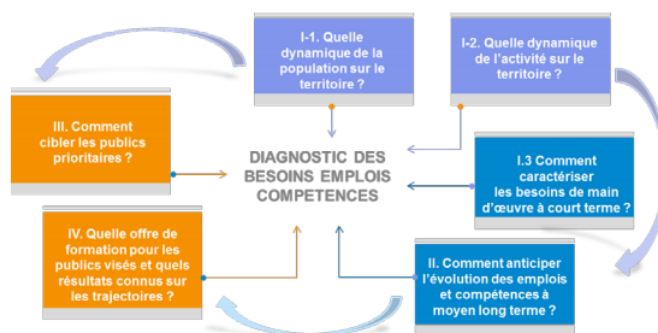 I-1. Quelle
dynamique de la
population sur le
territoire ?
I-2. Quelle dynamique
de l'activité sur le
territoire ?
III. Comment
cibler les publics
prioritaires ?
DIAGNOSTIC DES
BESOINS EMPLOIS
COMPETENCES
I.3 Comment
caractériser
les besoins de main
d'œuvre à court terme ?
IV. Quelle offre de
formation pour les
publics visés et quels
résultats connus sur
les trajectoires ?
II. Comment anticiper
l'évolution des emplois
et compétences à
moyen long terme ?